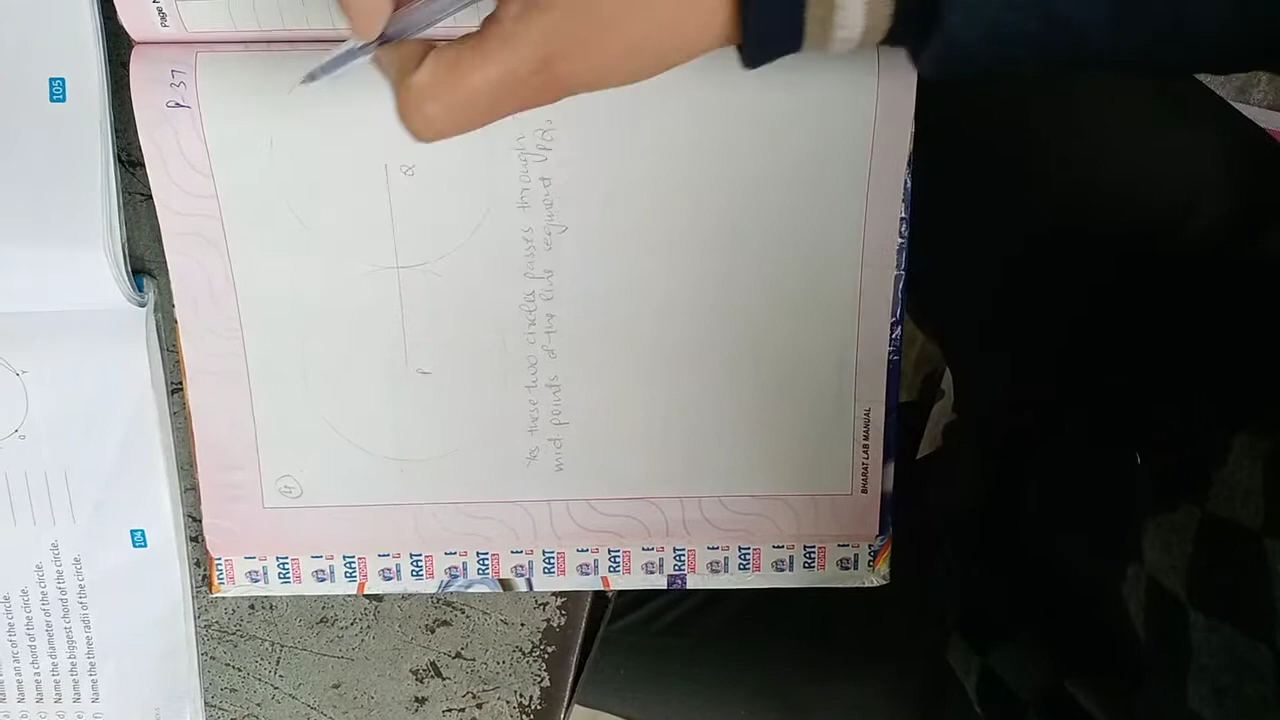 Page N
P-37
(4)
P
Q
Yes these two circles passes through
mid points of the line segment PQ.
BHARAT LAB MANUAL
105
104
b) Name an arc of the circle.
c) Name a chord of the circle.
d) Name the diameter of the circle.
e) Name the biggest chord of the circle.
f) Name the three radii of the circle.